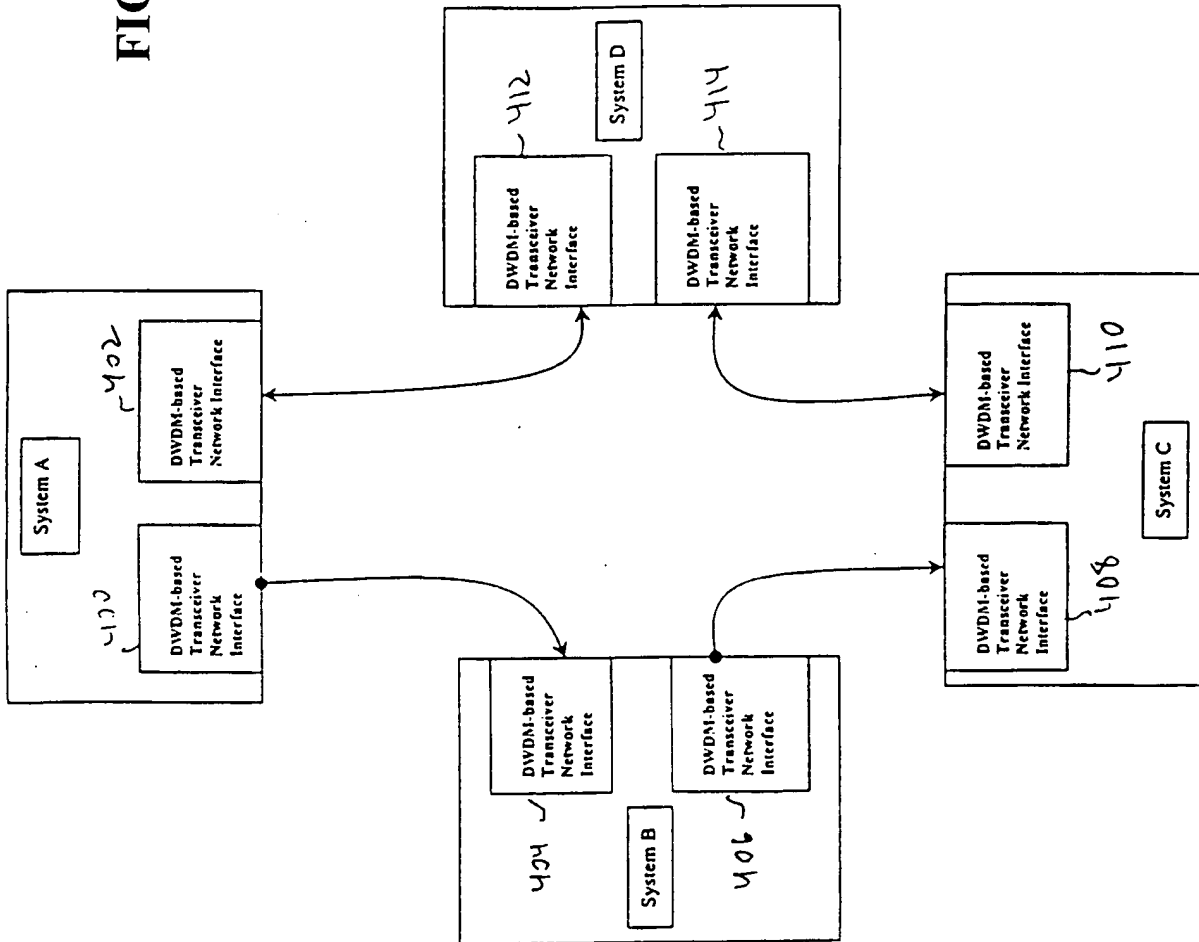 FIG
System A
400
DWDM-based
Transceiver
Network
Interface
402
DWDM-based
Transceiver
Network Interface
System B
404
DWDM-based
Transceiver
Network
Interface
406
DWDM-based
Transceiver
Network
Interface
System D
DWDM-based
Transceiver
Network
Interface
412
DWDM-based
Transceiver
Network
Interface
414
System C
DWDM-based
Transceiver
Network
Interface
408
DWDM-based
Transceiver
Network Interface
410